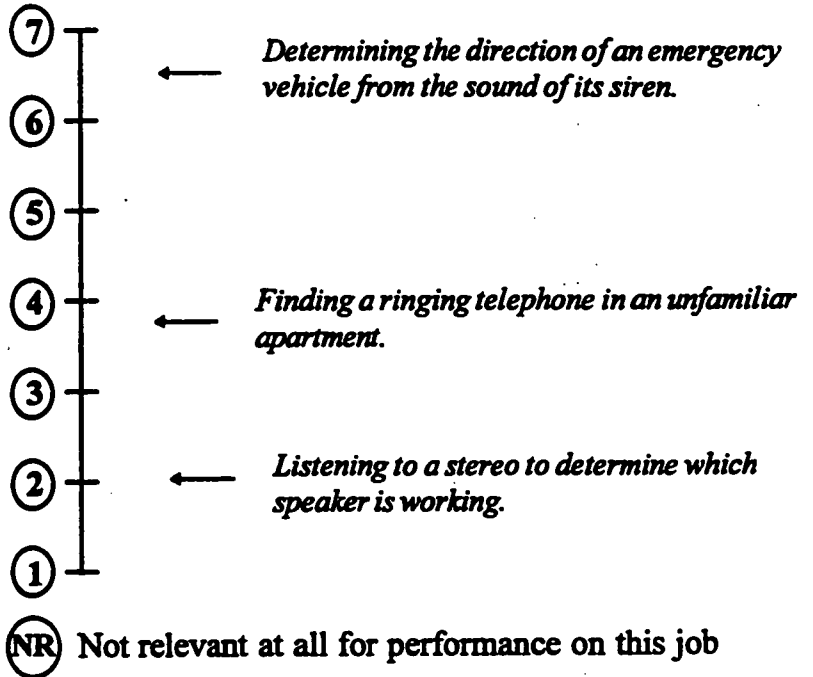 7
Determining the direction of an emergency
vehicle from the sound of its siren.
6
5
4
Finding a ringing telephone in an unfamiliar
apartment.
3
2
Listening to a stereo to determine which
speaker is working.
1
NR Not relevant at all for performance on this job